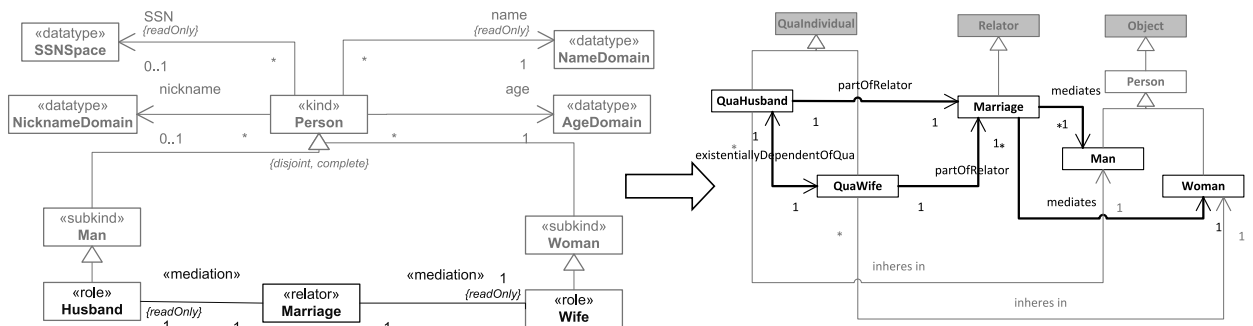 SSN
{readOnly}
name
{readOnly}
«datatype»
SSNSpace
0..1
*
*
1
«datatype»
NameDomain
nickname
age
«datatype»
NicknameDomain
«kind»
Person
«datatype»
AgeDomain
0..1
*
*
1
{disjoint, complete}
«subkind»
Man
«subkind»
Woman
«mediation»
«mediation»
1
{readOnly}
«role»
Husband
{readOnly}
1
1
«relator»
Marriage
1
«role»
Wife
QuaIndividual
Relator
Object
Person
partOfRelator
mediates
QuaHusband
Marriage
1
1
1
*
1
*
1
Man
existentiallyDependentOfQua
partOfRelator
QuaWife
Woman
mediates
1
1
1
1
1
*
1
inheres in
inheres in